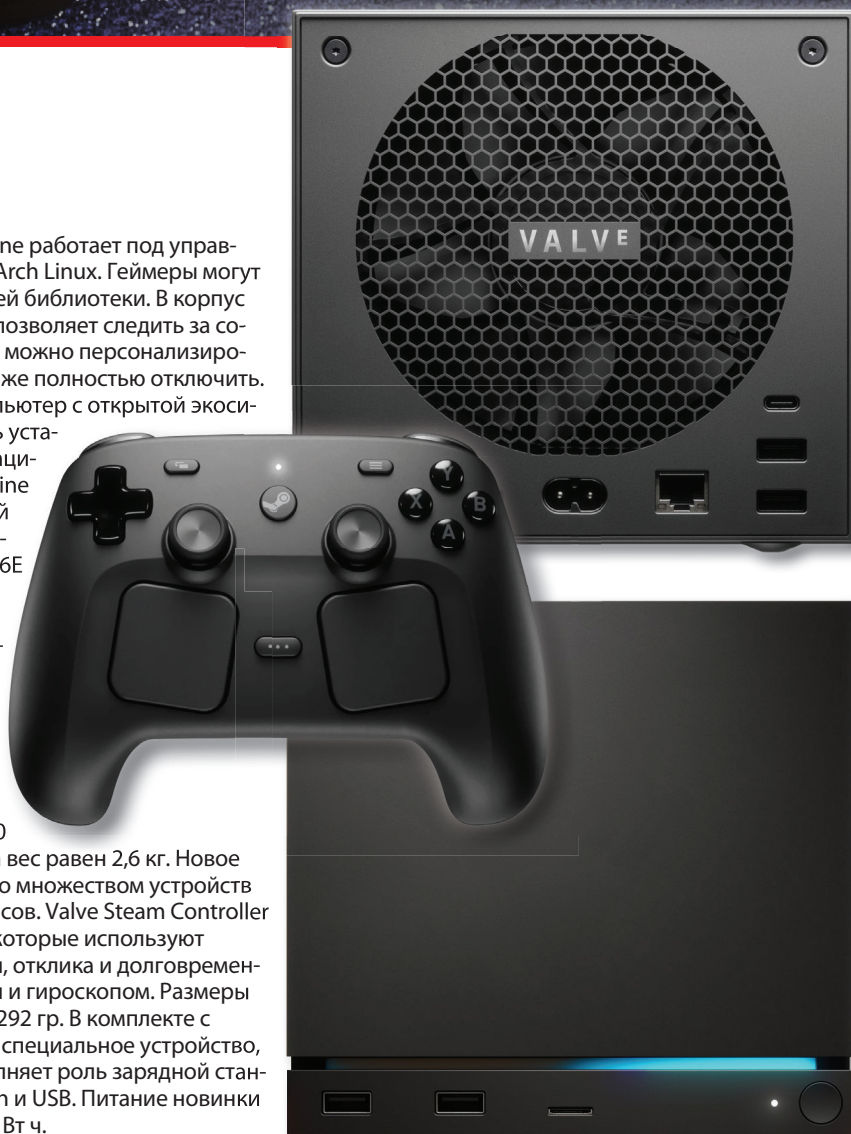 ne работает под управ-
Arch Linux. Геймеры могут
ей библиотеки. В корпус
позволяет следить за со-
можно персонализиро-
же полностью отключить.
пьютер с открытой экоси-
ь уста-
аци-
ine
й
-
6E
-
0
вес равен 2,6 кг. Новое
о множеством устройств
сов. Valve Steam Controller
которые используют
, отклика и долговремен-
и и гироскопом. Размеры
292 гр. В комплекте с
специальное устройство,
лняет роль зарядной стан-
h и USB. Питание новинки
Вт ч.
VALVE
Y
X
B
A